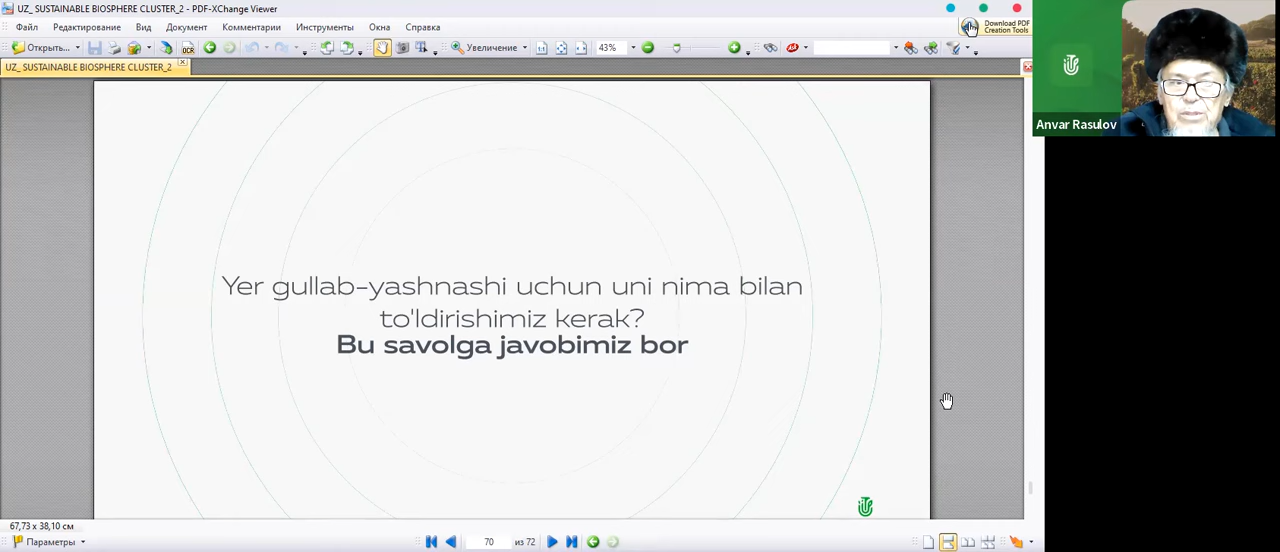 UZ_ SUSTAINABLE BIOSPHERE CLUSTER_2 - PDF-XChange Viewer
Файл Редактирование Вид Документ Комментарии Инструменты Окна Справка
Download PDF
Creation Tools
Открыть... OCR Увеличение 43%
UZ_ SUSTAINABLE BIOSPHERE CLUSTER_2
Anvar Rasulov
Yer gullab-yashnashi uchun uni nima bilan
to'ldirishimiz kerak?
Bu savolga javobimiz bor
67,73 x 38,10 см
Параметры 70 из 72